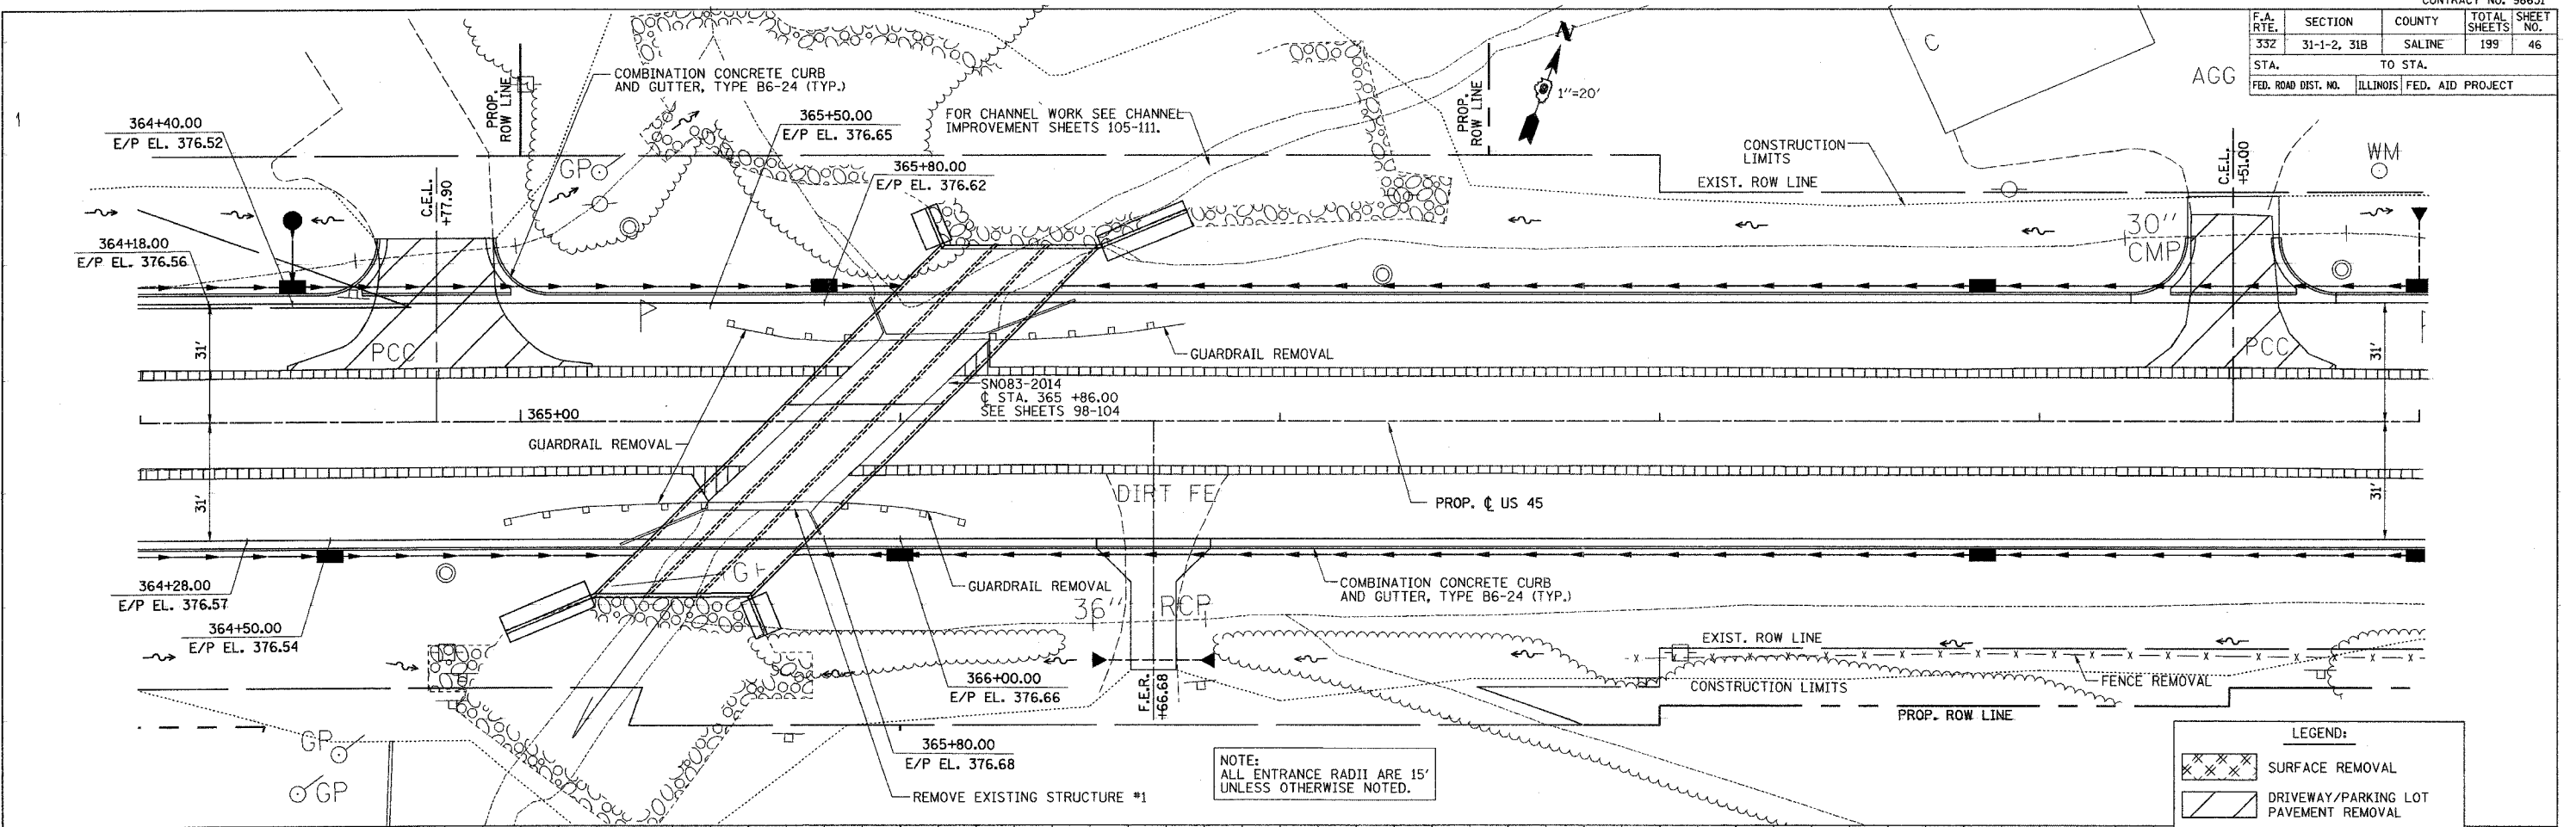 F.A. RTE. SECTION COUNTY TOTAL SHEETS SHEET NO.
332 31-1-2, 31B SALINE 199 46
STA. TO STA.
FED. ROAD DIST. NO. ILLINOIS FED. AID PROJECT
1
PROP. ROW LINE
COMBINATION CONCRETE CURB
AND GUTTER, TYPE B6-24 (TYP.)
364+40.00
E/P EL. 376.52
365+50.00
E/P EL. 376.65
FOR CHANNEL WORK SEE CHANNEL
IMPROVEMENT SHEETS 105-111.
PROP. ROW LINE
N
1"=20'
C
AGG
365+80.00
E/P EL. 376.62
CONSTRUCTION
LIMITS
EXIST. ROW LINE
GP
C.E.L.
+77.90
C.E.L.
+51.00
WM
364+18.00
E/P EL. 376.56
30"
CMP
31'
PCC
P
GUARDRAIL REMOVAL
PCC
31'
SN083-2014
℄ STA. 365 +86.00
SEE SHEETS 98-104
365+00
GUARDRAIL REMOVAL
31'
DIRT FE
PROP. ℄ US 45
31'
364+28.00
E/P EL. 376.57
364+50.00
E/P EL. 376.54
GUARDRAIL REMOVAL
36" RCP
COMBINATION CONCRETE CURB
AND GUTTER, TYPE B6-24 (TYP.)
EXIST. ROW LINE
366+00.00
E/P EL. 376.66
F.E.R.
+66.68
CONSTRUCTION LIMITS
FENCE REMOVAL
PROP. ROW LINE
GP
GP
365+80.00
E/P EL. 376.68
REMOVE EXISTING STRUCTURE #1
NOTE:
ALL ENTRANCE RADII ARE 15'
UNLESS OTHERWISE NOTED.
LEGEND:
SURFACE REMOVAL
DRIVEWAY/PARKING LOT
PAVEMENT REMOVAL